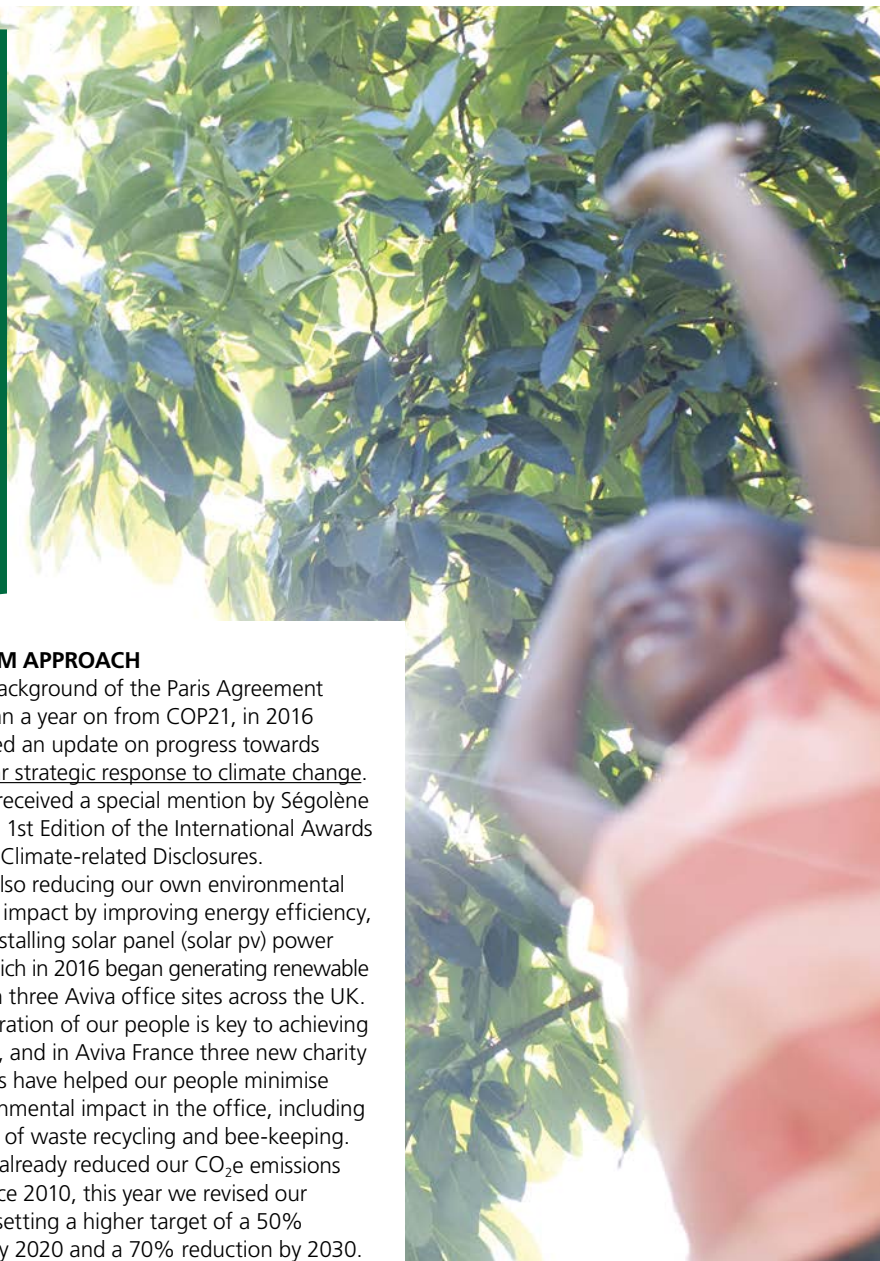 M APPROACH
ackground of the Paris Agreement
an a year on from COP21, in 2016
ed an update on progress towards
r strategic response to climate change.
received a special mention by Ségolène
1st Edition of the International Awards
Climate-related Disclosures.
lso reducing our own environmental
impact by improving energy efficiency,
stalling solar panel (solar pv) power
ich in 2016 began generating renewable
three Aviva office sites across the UK.
ration of our people is key to achieving
, and in Aviva France three new charity
s have helped our people minimise
nmental impact in the office, including
of waste recycling and bee-keeping.
already reduced our CO₂e emissions
ce 2010, this year we revised our
setting a higher target of a 50%
y 2020 and a 70% reduction by 2030.